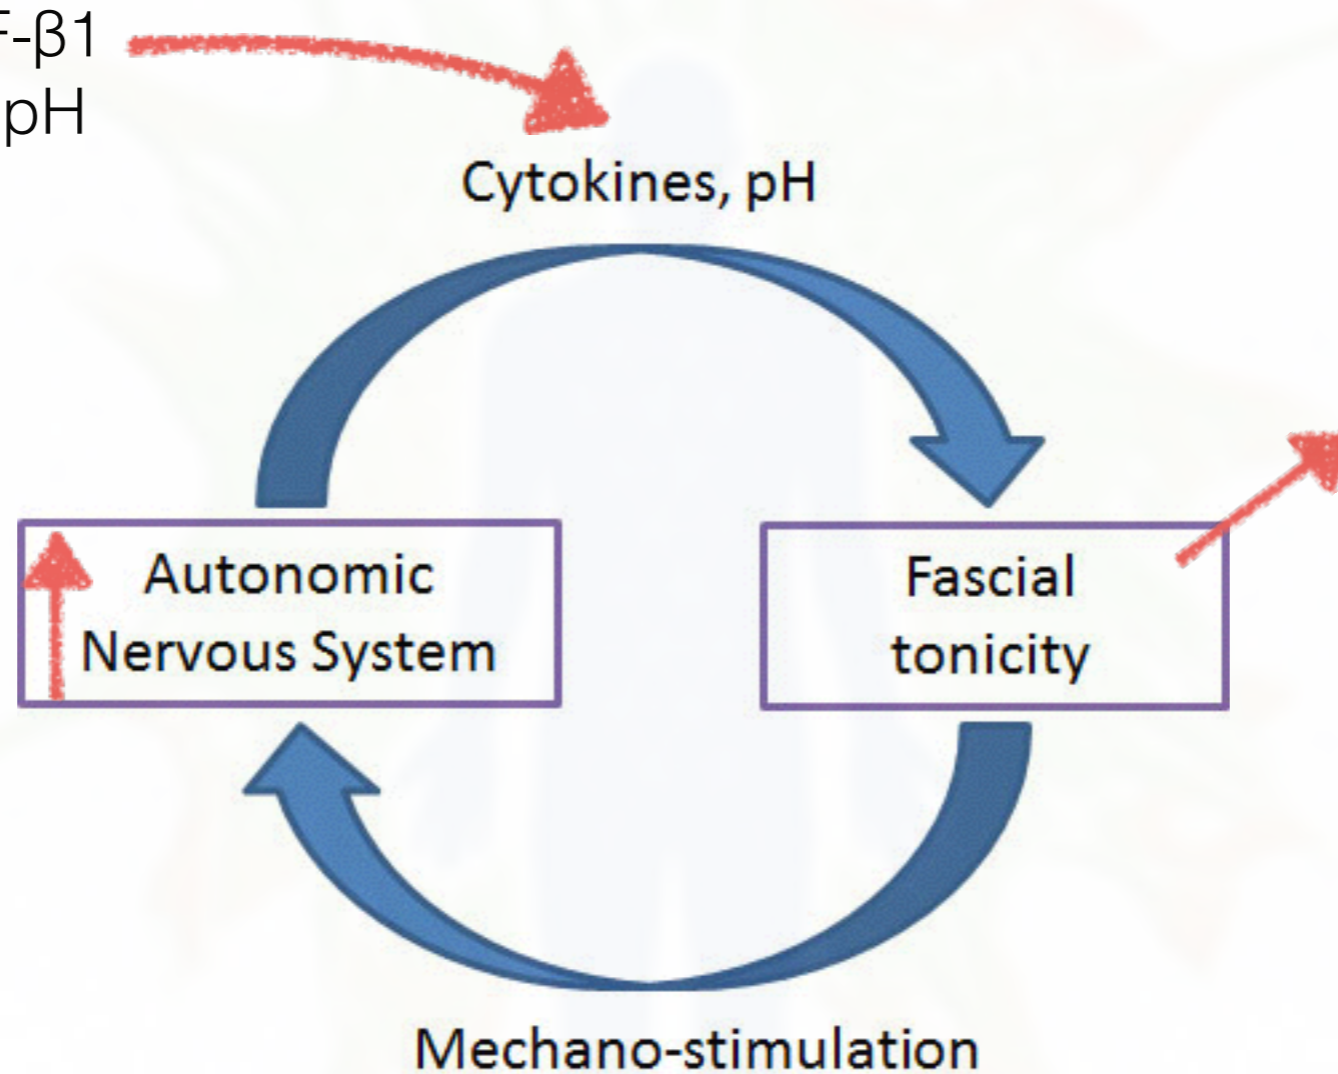 F-β1
pH
Cytokines, pH
Autonomic
Nervous System
Fascial
tonicity
Mechano-stimulation